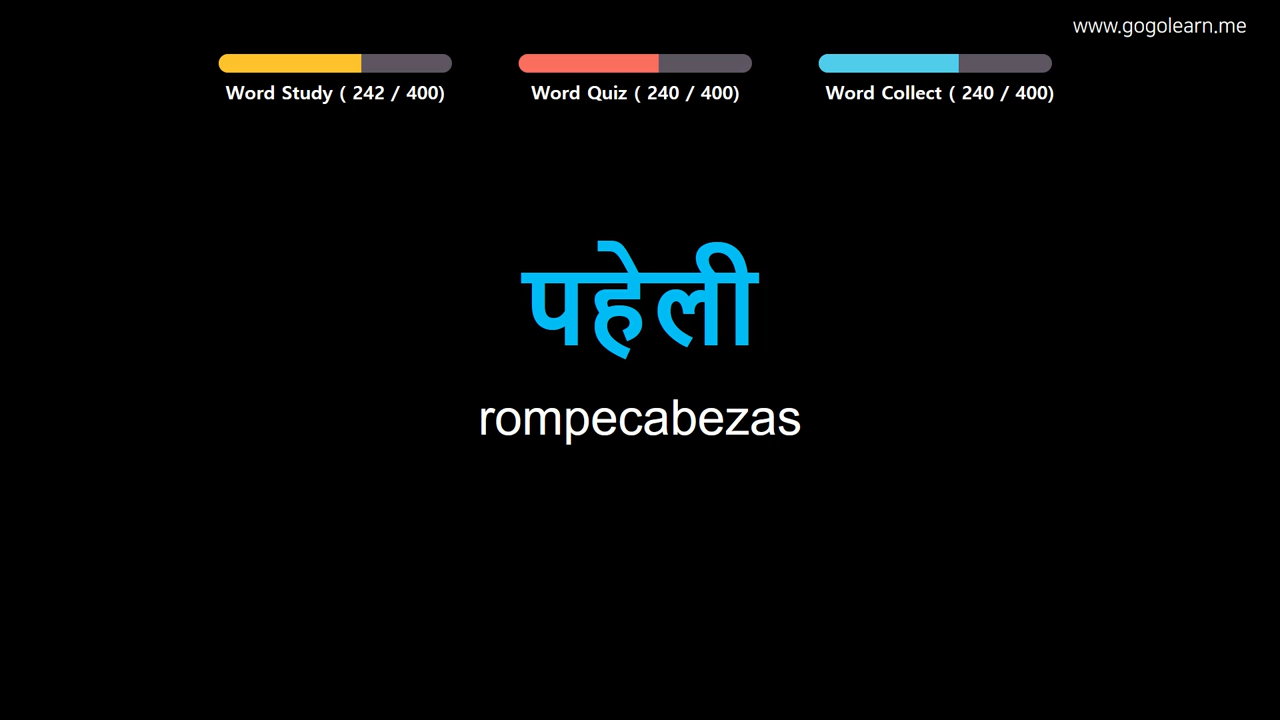 www.gogolearn.me
Word Study ( 242 / 400)
Word Quiz ( 240 / 400)
Word Collect ( 240 / 400)
पहेली
rompecabezas